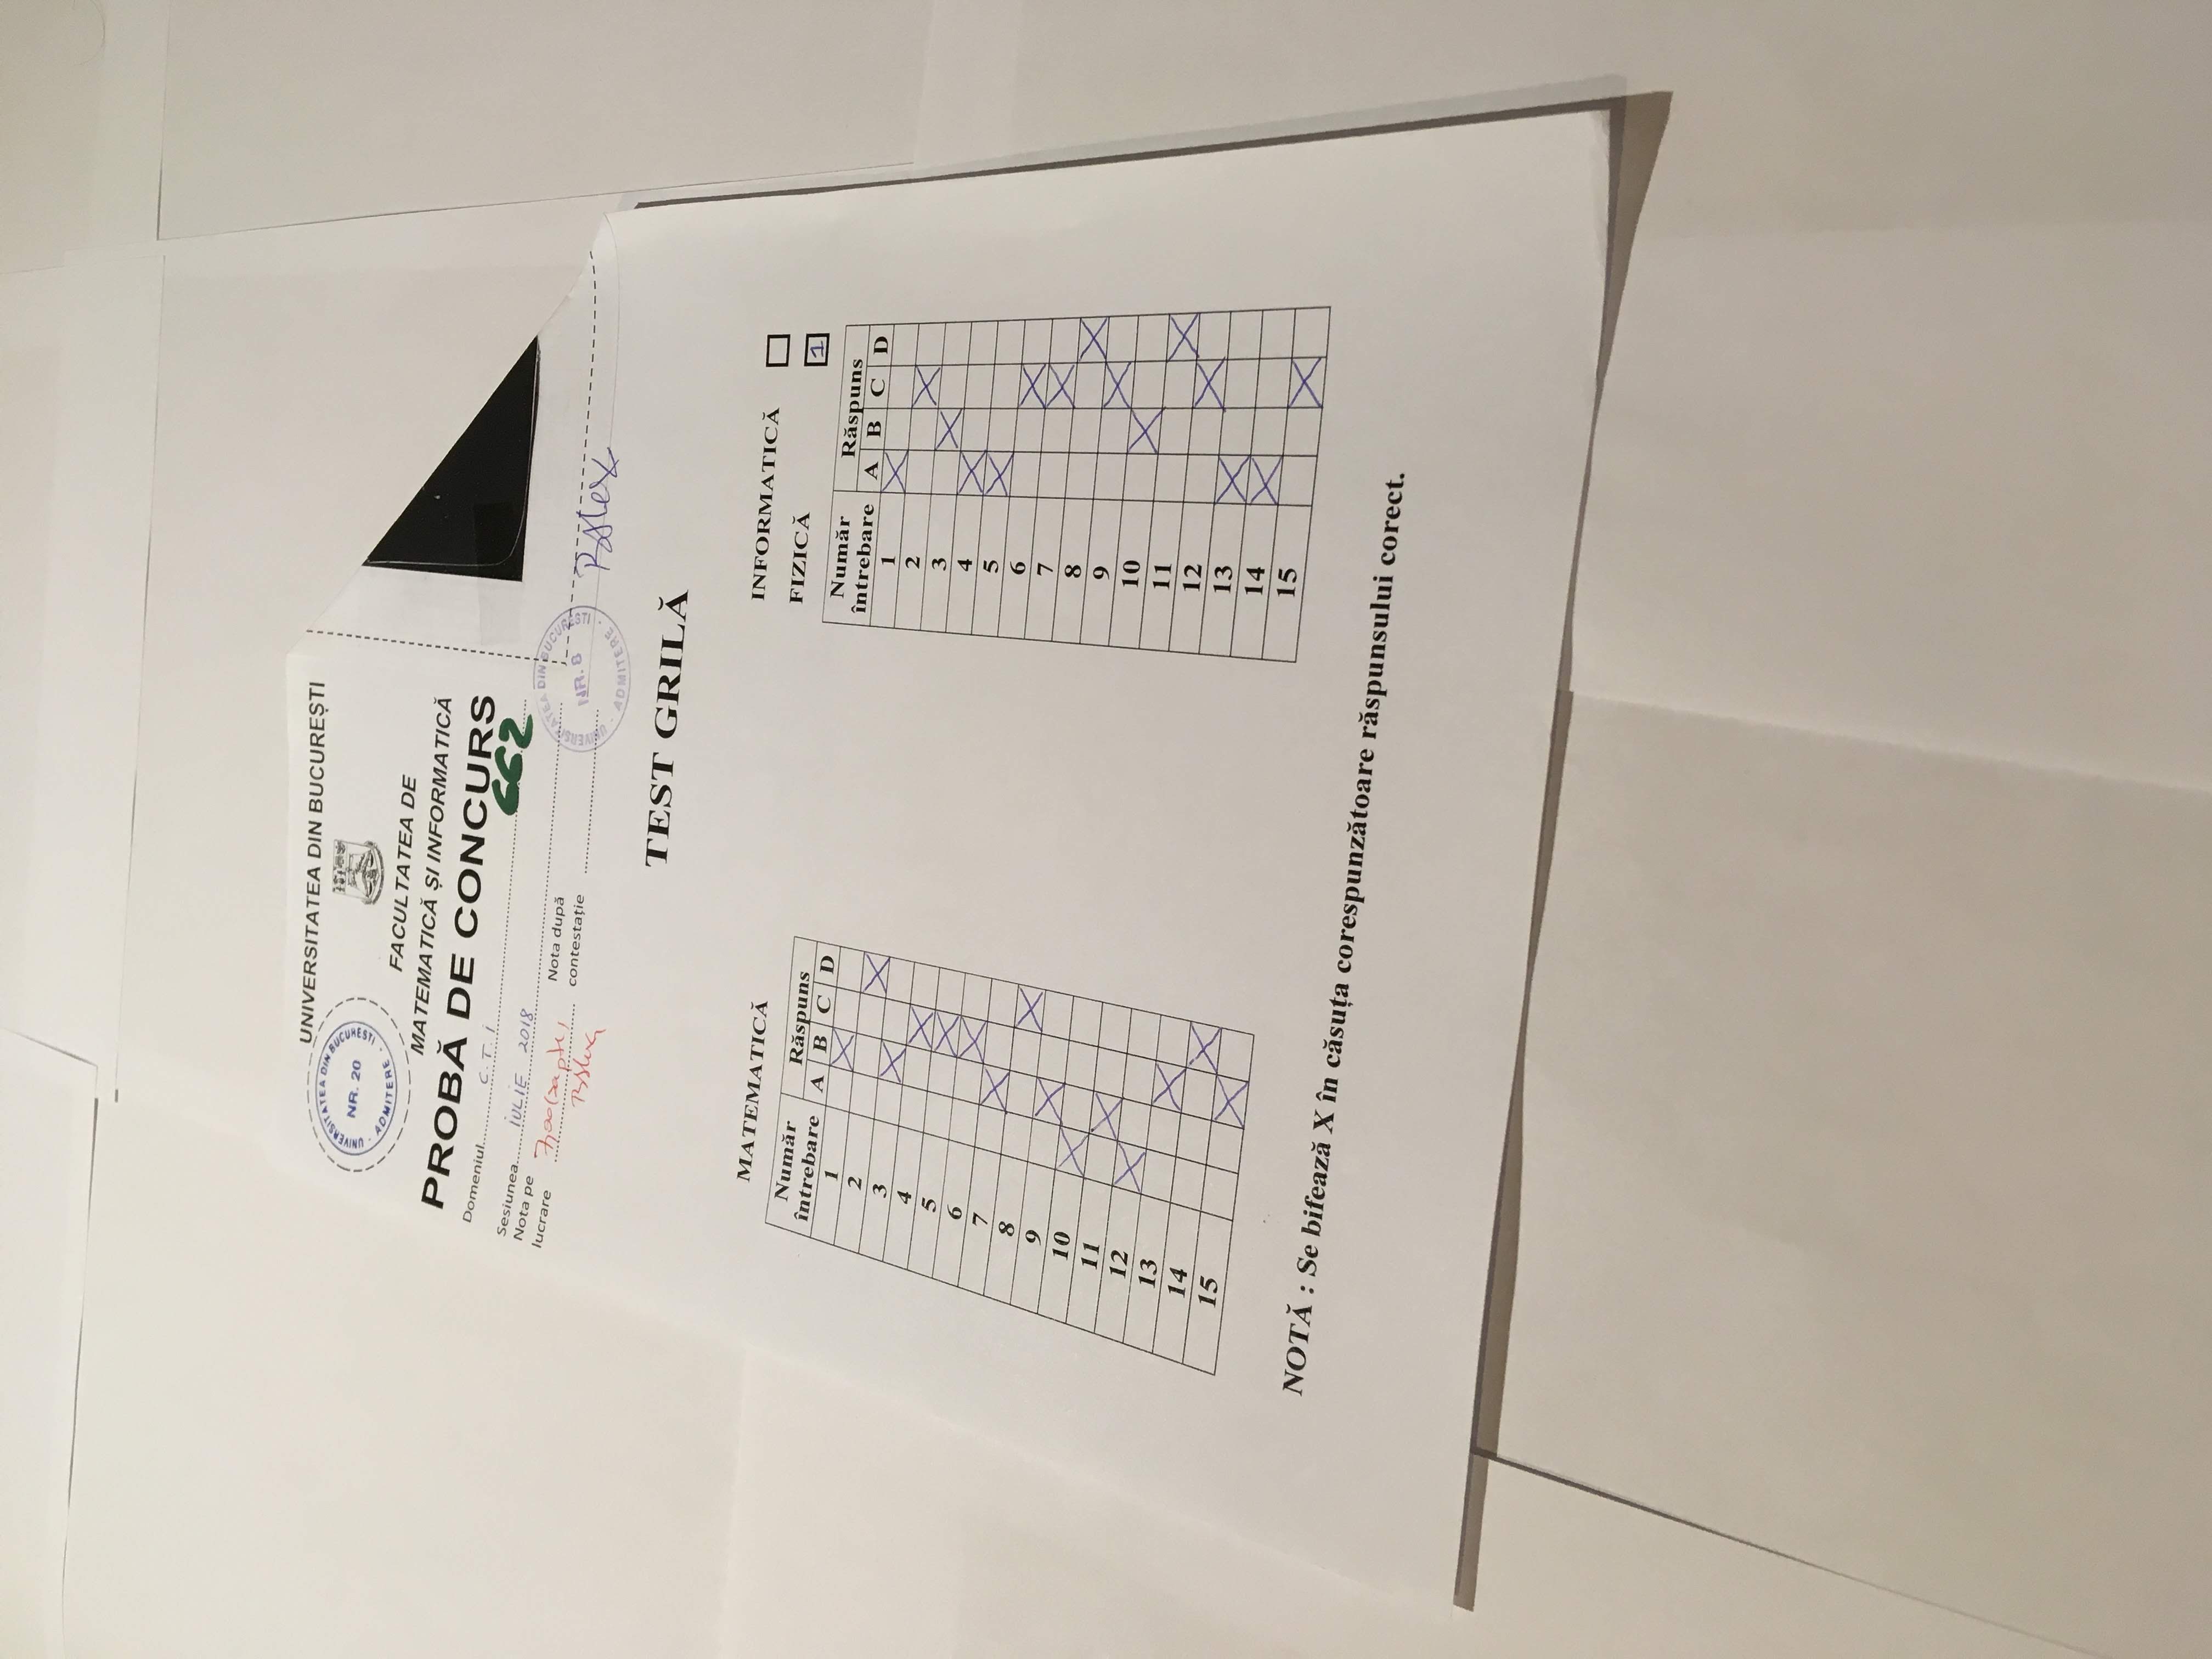 UNIVERSITATEA DIN BUCUREȘTI
UNIVERSITATEA DIN BUCUREȘTI
NR. 20
ADMITERE
FACULTATEA DE
MATEMATICĂ ȘI INFORMATICĂ
PROBĂ DE CONCURS
Domeniul C.T.I
662
Sesiunea IULIE 2018
Nota pe lucrare 7,00 (șapte)
Nota după contestație
UNIVERSITATEA DIN BUCUREȘTI
NR. 8
ADMITERE
TEST GRILĂ
MATEMATICĂ
Număr întrebare Răspuns
A B C D
1 X
2 X
3 X
4 X
5 X
6 X
7 X
8 X
9 X
10 X
11 X
12 X
13 X
14 X
15 X
INFORMATICĂ
FIZICĂ 1
Număr întrebare Răspuns
A B C D
1 X
2 X
3 X
4 X
5 X
6 X
7 X
8 X
9 X
10 X
11 X
12 X
13 X
14 X
15 X
NOTĂ : Se bifează X în căsuța corespunzătoare răspunsului corect.